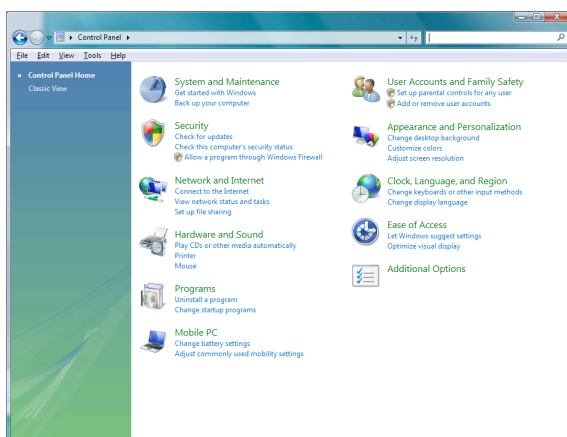 Control Panel
File Edit View Tools Help
Control Panel Home
Classic View
System and Maintenance
Get started with Windows
Back up your computer
Security
Check for updates
Check this computer's security status
Allow a program through Windows Firewall
Network and Internet
Connect to the Internet
View network status and tasks
Set up file sharing
Hardware and Sound
Play CDs or other media automatically
Printer
Mouse
Programs
Uninstall a program
Change startup programs
Mobile PC
Change battery settings
Adjust commonly used mobility settings
User Accounts and Family Safety
Set up parental controls for any user
Add or remove user accounts
Appearance and Personalization
Change desktop background
Customize colors
Adjust screen resolution
Clock, Language, and Region
Change keyboards or other input methods
Change display language
Ease of Access
Let Windows suggest settings
Optimize visual display
Additional Options